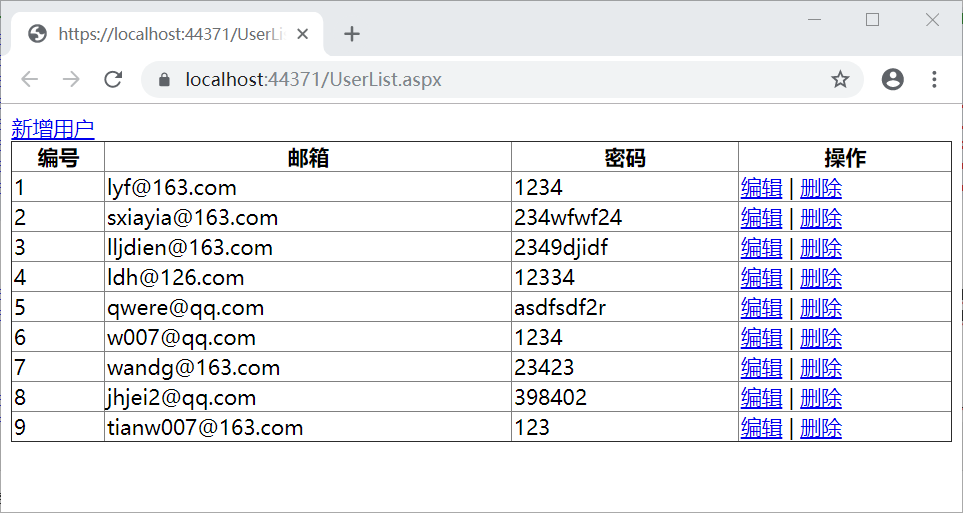 https://localhost:44371/UserLis
localhost:44371/UserList.aspx
新增用户
编号 邮箱 密码 操作
1 lyf@163.com 1234 编辑 | 删除
2 sxiayia@163.com 234wfwf24 编辑 | 删除
3 lljdien@163.com 2349djidf 编辑 | 删除
4 ldh@126.com 12334 编辑 | 删除
5 qwere@qq.com asdfsdf2r 编辑 | 删除
6 w007@qq.com 1234 编辑 | 删除
7 wandg@163.com 23423 编辑 | 删除
8 jhjei2@qq.com 398402 编辑 | 删除
9 tianw007@163.com 123 编辑 | 删除